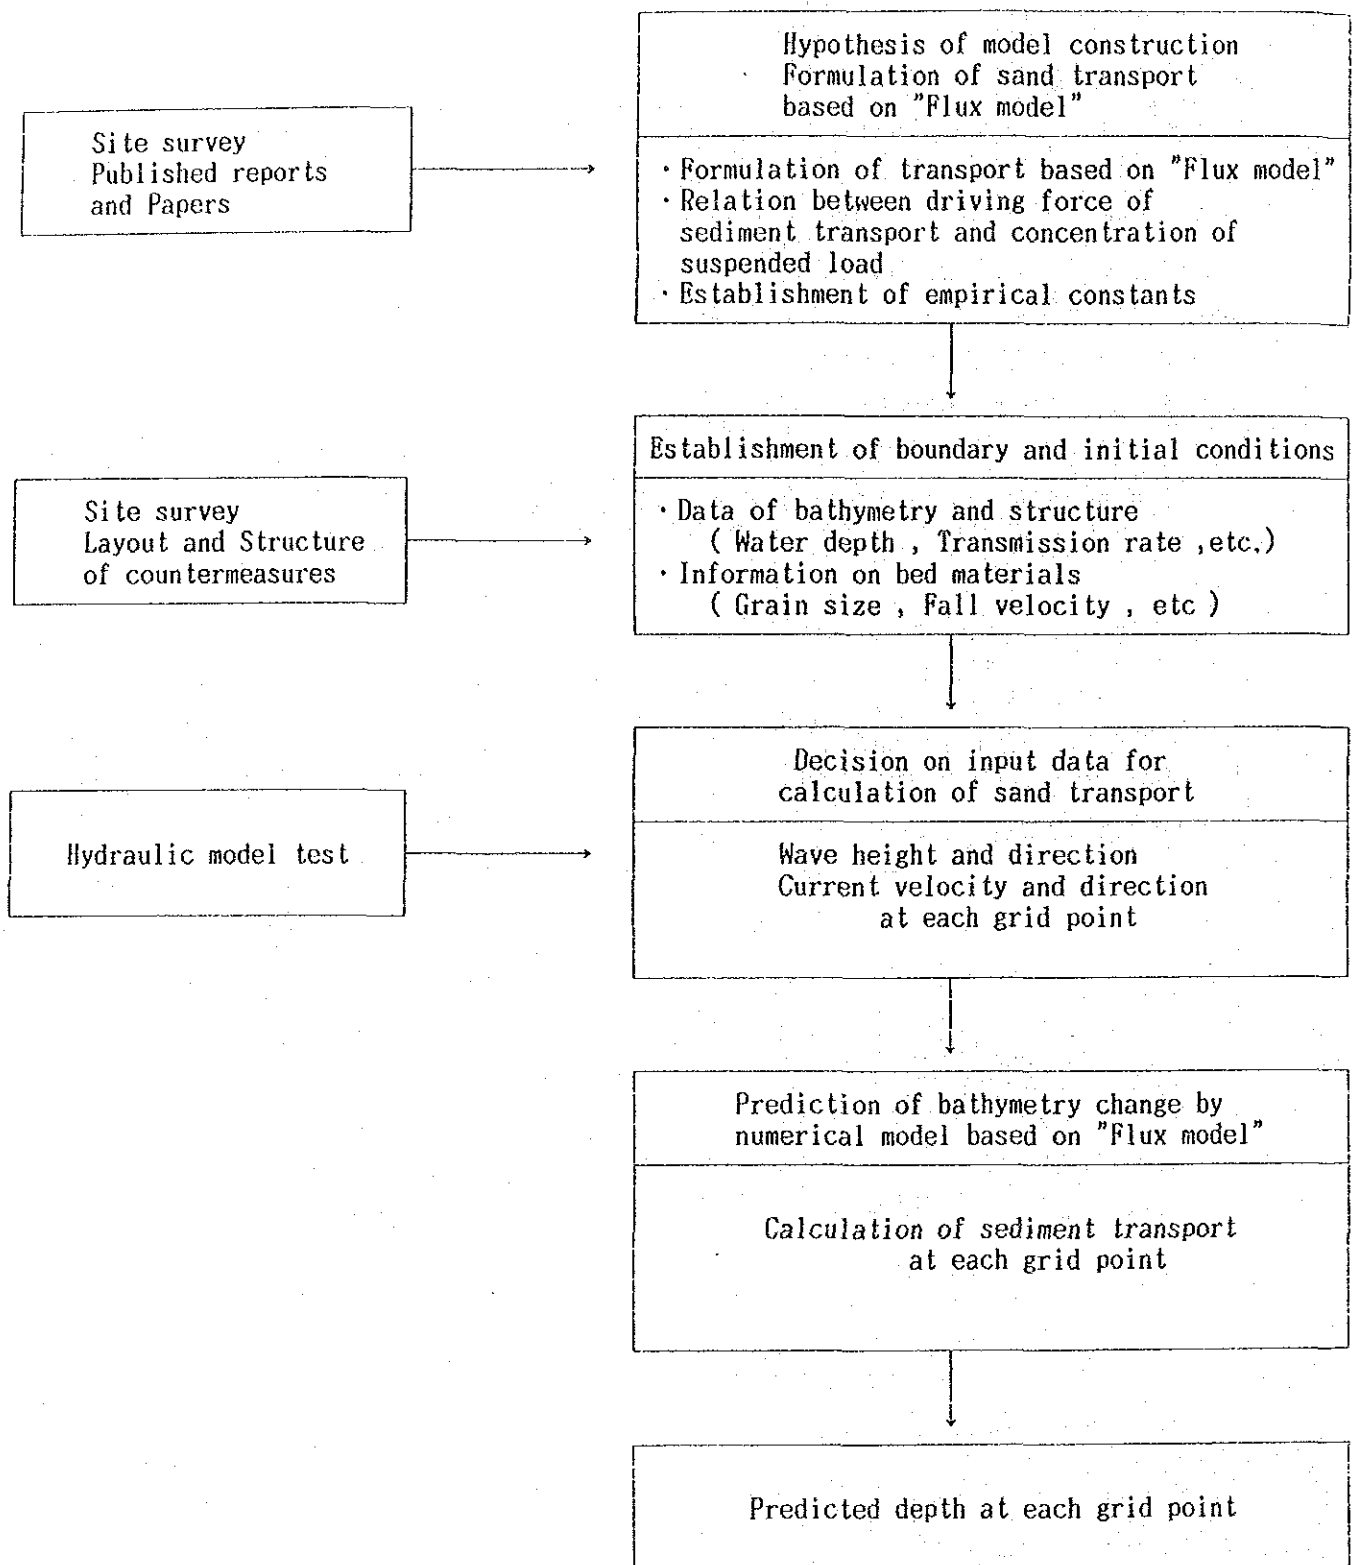 Hypothesis of model construction
Formulation of sand transport
based on "Flux model"
Site survey
Published reports
and Papers
・Formulation of transport based on "Flux model"
・Relation between driving force of
sediment transport and concentration of
suspended load
・Establishment of empirical constants
Establishment of boundary and initial conditions
Site survey
Layout and Structure
of countermeasures
・Data of bathymetry and structure
( Water depth , Transmission rate ,etc.)
・Information on bed materials
( Grain size , Fall velocity , etc )
Decision on input data for
calculation of sand transport
Hydraulic model test
Wave height and direction
Current velocity and direction
at each grid point
Prediction of bathymetry change by
numerical model based on "Flux model"
Calculation of sediment transport
at each grid point
Predicted depth at each grid point